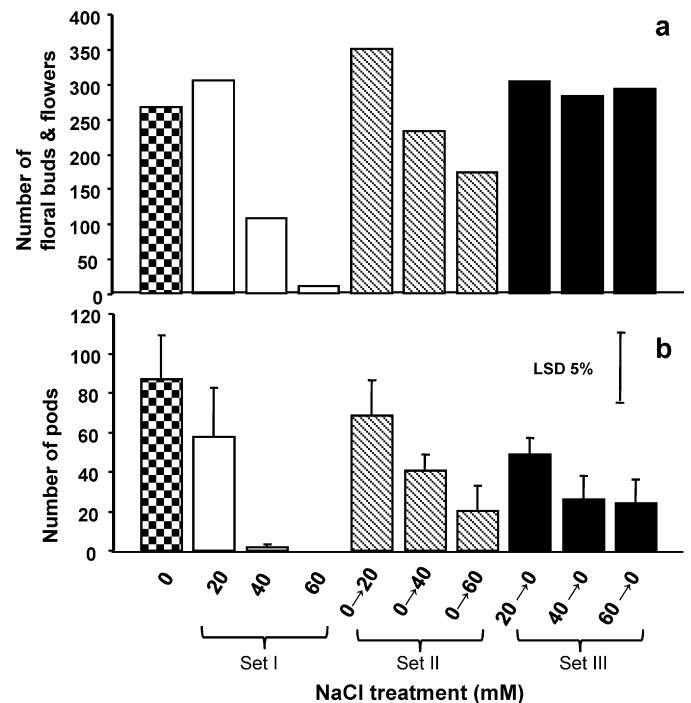 a
400
350
300
250
200
150
100
50
0
Number of
floral buds & flowers
b
120
100
80
60
40
20
0
Number of pods
LSD 5%
0
20
40
60
0→20
0→40
0→60
20→0
40→0
60→0
Set I
Set II
Set III
NaCl treatment (mM)